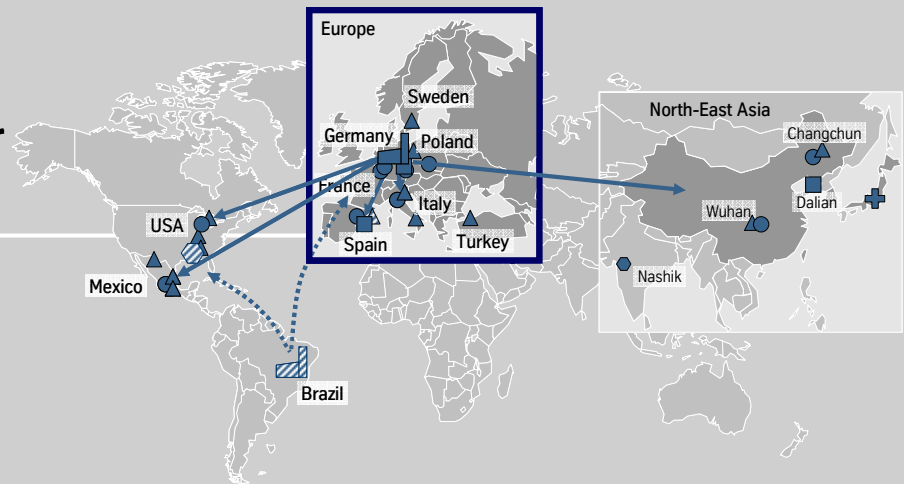 Europe
Sweden
Germany
Poland
France
Italy
Spain
Turkey
North-East Asia
Changchun
Dalian
Wuhan
Nashik
USA
Mexico
Brazil